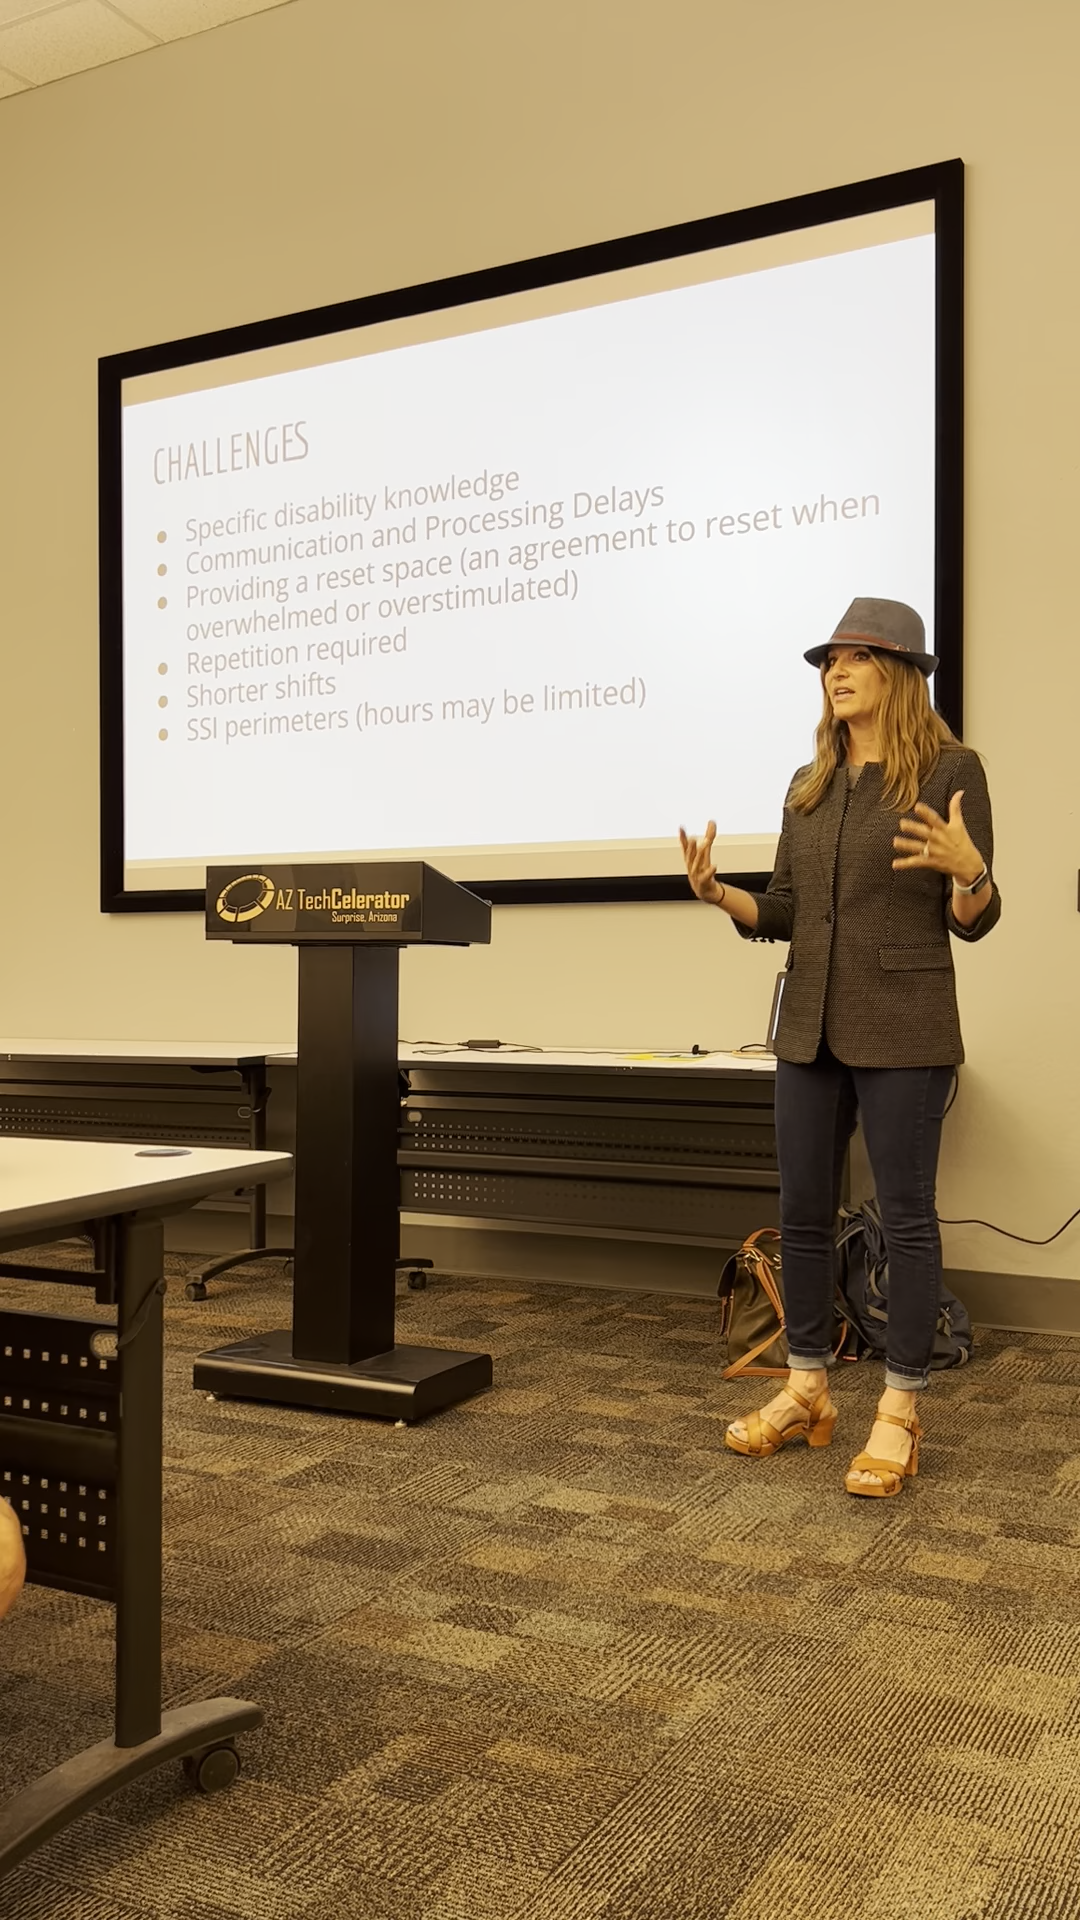 CHALLENGES
Specific disability knowledge
Communication and Processing Delays
Providing a reset space (an agreement to reset when
overwhelmed or overstimulated)
Repetition required
Shorter shifts
SSI perimeters (hours may be limited)
AZ TechCelerator
Surprise, Arizona